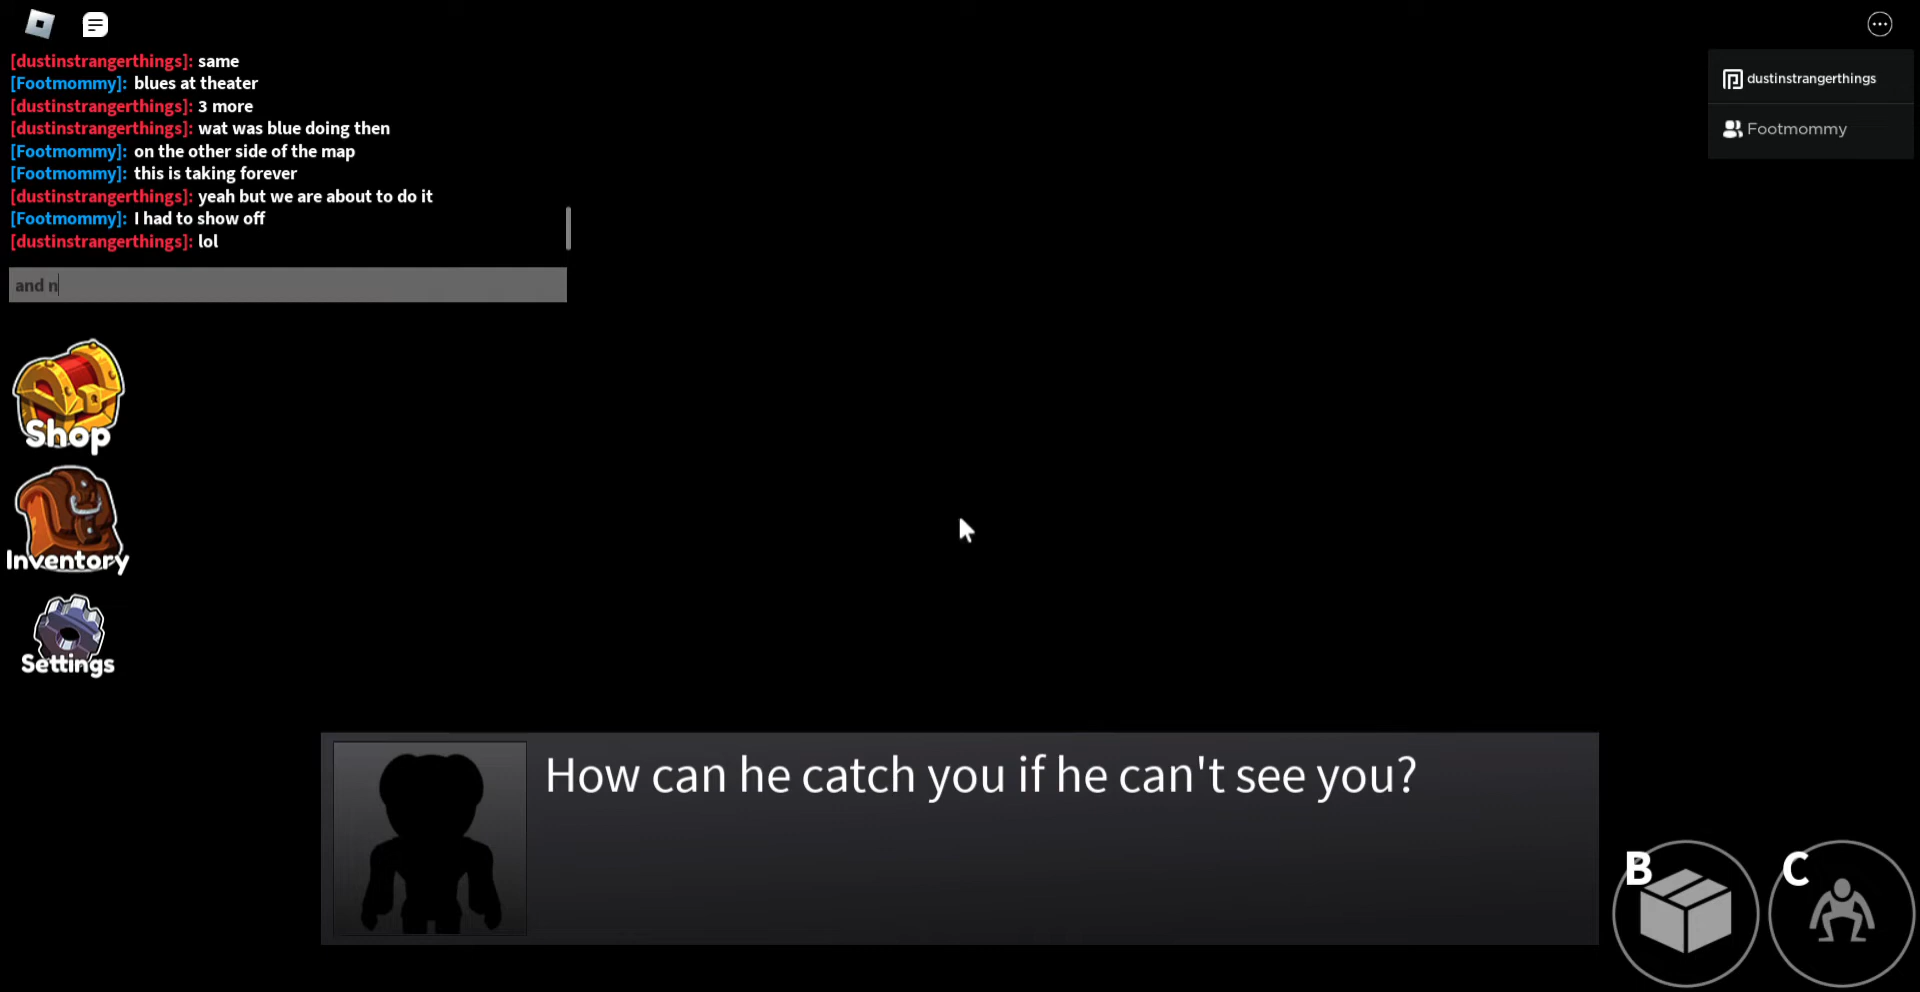 [dustinstrangerthings]: same
[Footmommy]: blues at theater
[dustinstrangerthings]: 3 more
[dustinstrangerthings]: wat was blue doing then
[Footmommy]: on the other side of the map
[Footmommy]: this is taking forever
[dustinstrangerthings]: yeah but we are about to do it
[Footmommy]: I had to show off
[dustinstrangerthings]: lol
and n
dustinstrangerthings
Footmommy
Shop
Inventory
Settings
How can he catch you if he can't see you?
B
C